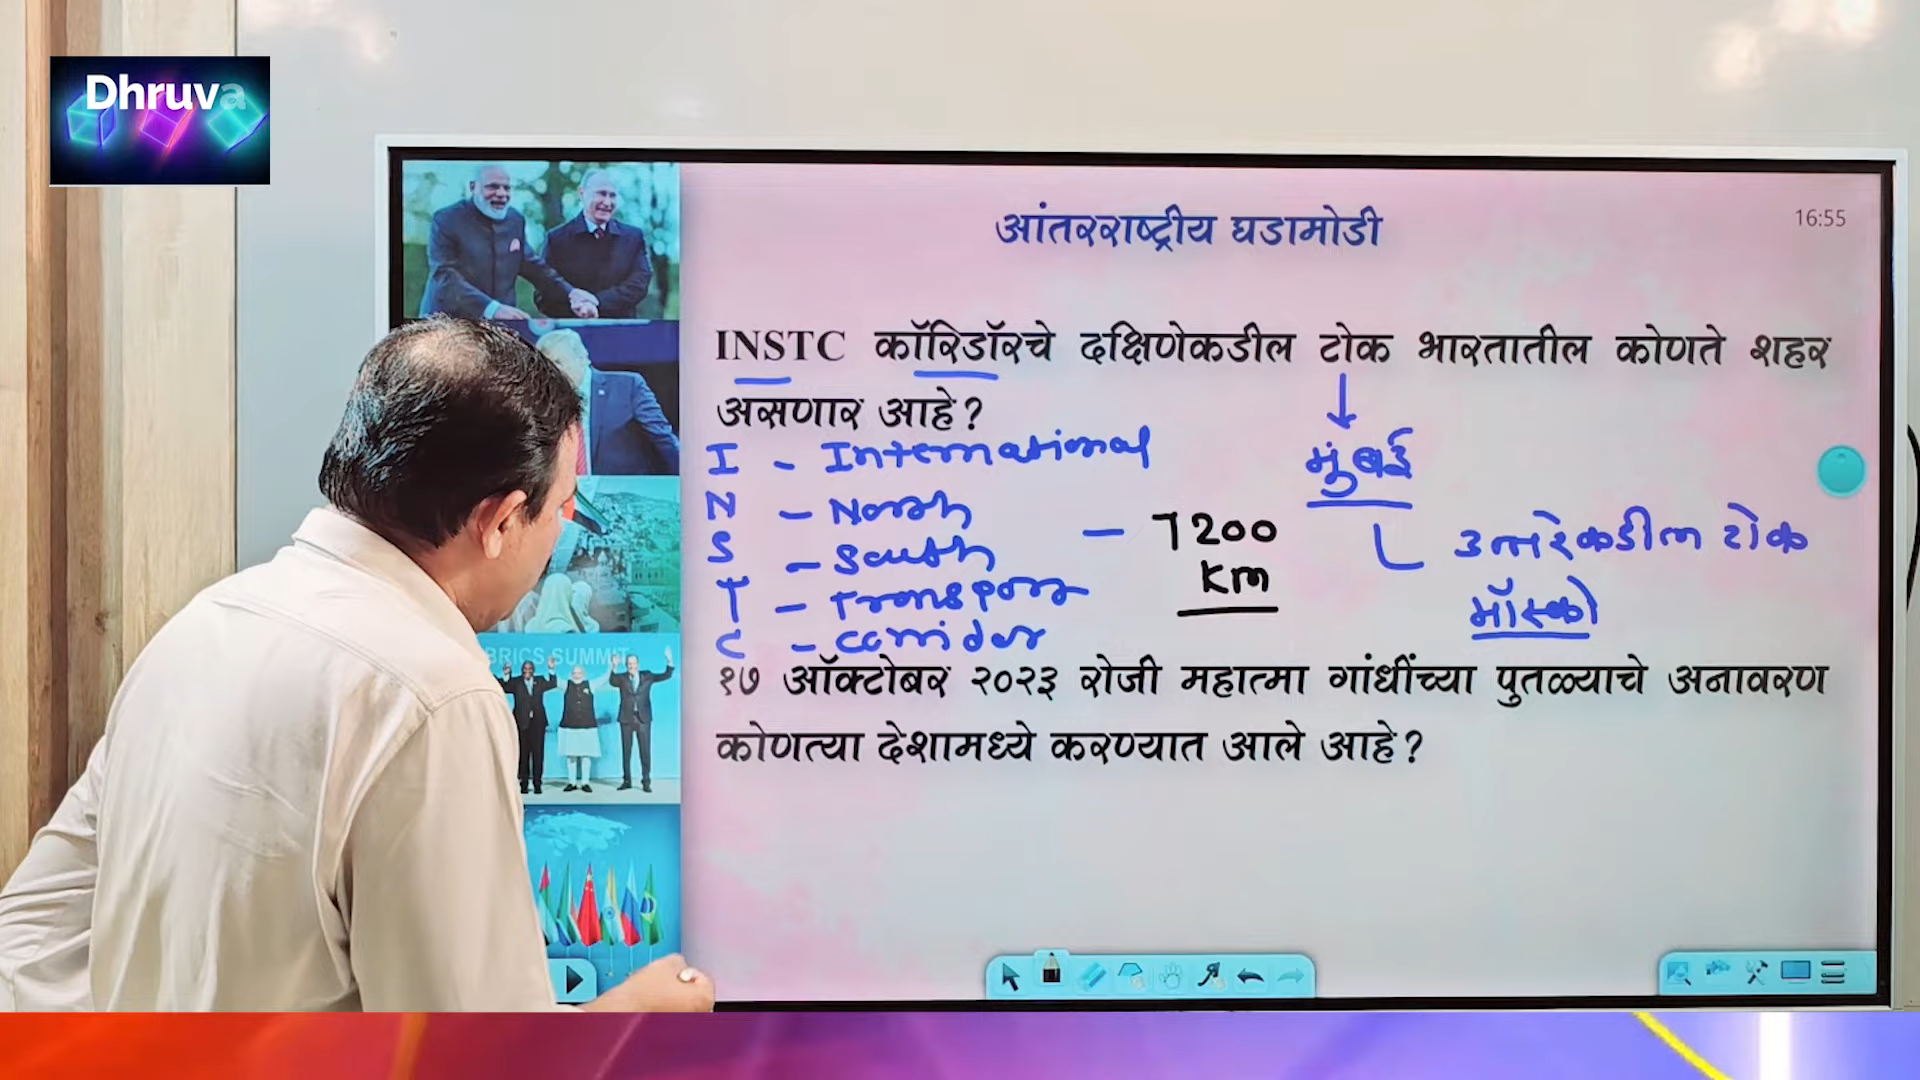 Dhruva
आंतरराष्ट्रीय घडामोडी
16:55
INSTC कॉरिडॉरचे दक्षिणेकडील टोक भारतातील कोणते शहर
असणार आहे?
I - International
मुंबई
N - North
S - South
- 7200
Km
उत्तरेकडील टोक
मॉस्को
T - Transport
C - Corridor
BRICS SUMMIT
१७ ऑक्टोबर २०२३ रोजी महात्मा गांधींच्या पुतळ्याचे अनावरण
कोणत्या देशामध्ये करण्यात आले आहे?